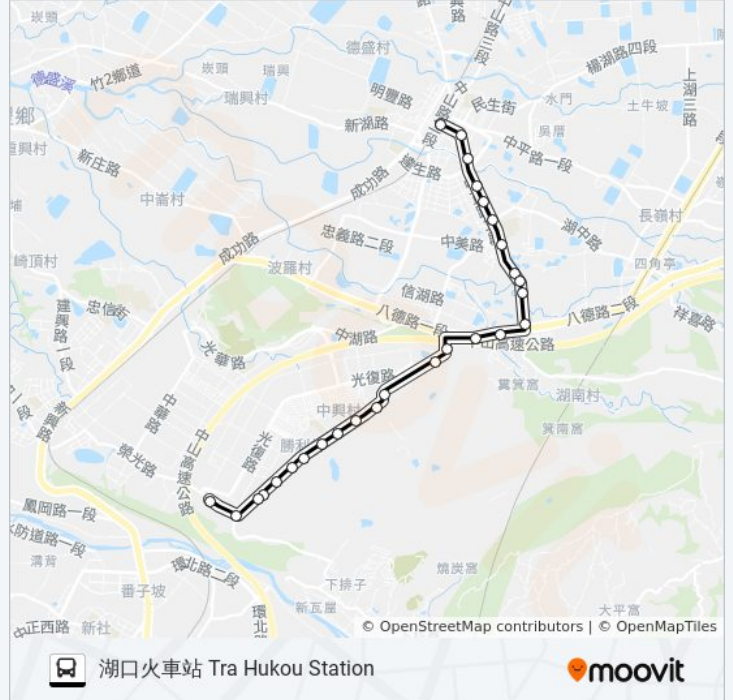 崁頭
德盛村
中山路三段
楊湖路四段
德盛溪
竹2鄉道
崁頭
瑞興
上湖三路
瑞興村
明豐路
民生街
水門
土牛坡
鄉
新湖路
吳厝
中平路一段
新庄路
成功路
達生路
中崙村
長嶺村
湖中路
忠義路二段
中美路
成功路
四角亭
崎頂村
波羅村
信湖路
忠信街
八德路一段
八德路二段
祥喜路
建興路一段
中湖路
中山高速公路
光華路
光復路
簑箕窩
湖南村
中興村
中華路
箕南窩
新興路
中山高速公路
光復路
勝利
榮光路
鳳岡路一段
防道路一段
溝背
北路二段
燒炭窩
下排子
番子坡
新瓦屋
大平窩
環北路
中正西路
新社
© OpenStreetMap contributors | © OpenMapTiles
湖口火車站 Tra Hukou Station
moovit